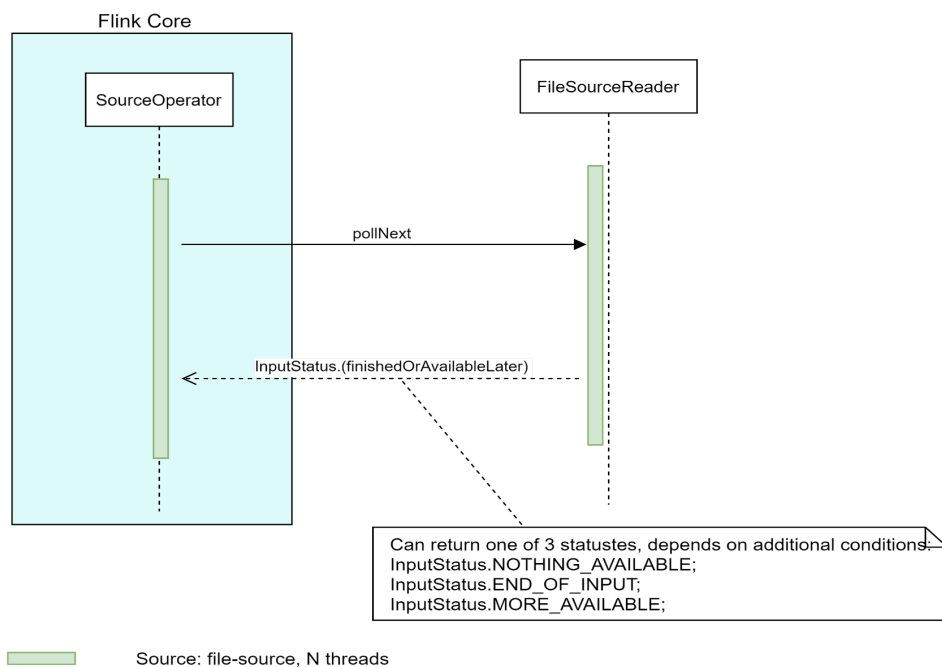 Flink Core
SourceOperator
FileSourceReader
pollNext
InputStatus.(finishedOrAvailableLater)
Can return one of 3 statustes, depends on additional conditions:
InputStatus.NOTHING_AVAILABLE;
InputStatus.END_OF_INPUT;
InputStatus.MORE_AVAILABLE;
Source: file-source, N threads